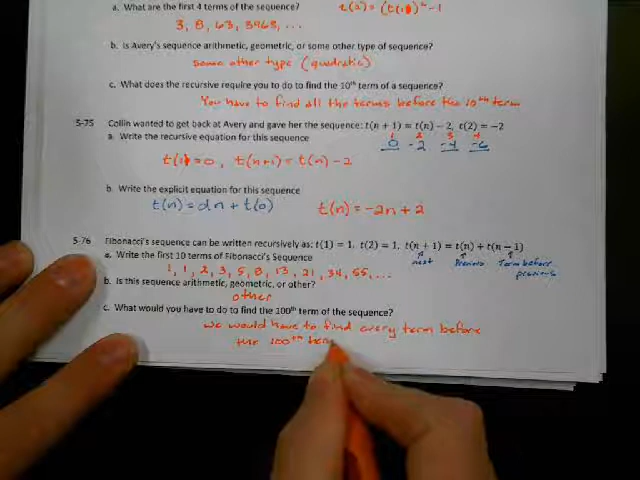 a. What are the first 4 terms of the sequence? t(2) = (t(1))² - 1
3, 8, 63, 3968, ...
b. Is Avery's sequence arithmetic, geometric, or some other type of sequence?
some other type (quadratic)
c. What does the recursive require you to do to find the 10th term of a sequence?
You have to find all the terms before the 10th term
5-75 Collin wanted to get back at Avery and gave her the sequence: t(n + 1) = t(n) – 2, t(2) = –2
a. Write the recursive equation for this sequence
1 2 3 4
0 -2 -4 -6
t(1)=0, t(n+1) = t(n) - 2
b. Write the explicit equation for this sequence
t(n) = dn + t(0) t(n) = -2n + 2
5-76 Fibonacci's sequence can be written recursively as: t(1) = 1, t(2) = 1, t(n + 1) = t(n) + t(n – 1)
a. Write the first 10 terms of Fibonacci's Sequence
next Previous Term before previous
1, 1, 2, 3, 5, 8, 13, 21, 34, 55, ...
b. Is this sequence arithmetic, geometric, or other?
other
c. What would you have to do to find the 100th term of the sequence?
we would have to find every term before
the 100th